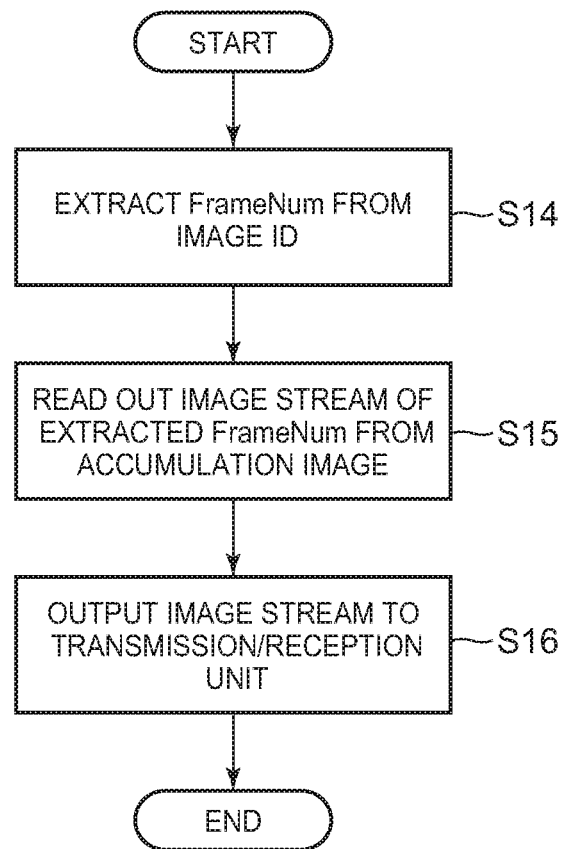 START
EXTRACT FrameNum FROM
IMAGE ID
S14
READ OUT IMAGE STREAM OF
EXTRACTED FrameNum FROM
ACCUMULATION IMAGE
S15
OUTPUT IMAGE STREAM TO
TRANSMISSION/RECEPTION
UNIT
S16
END